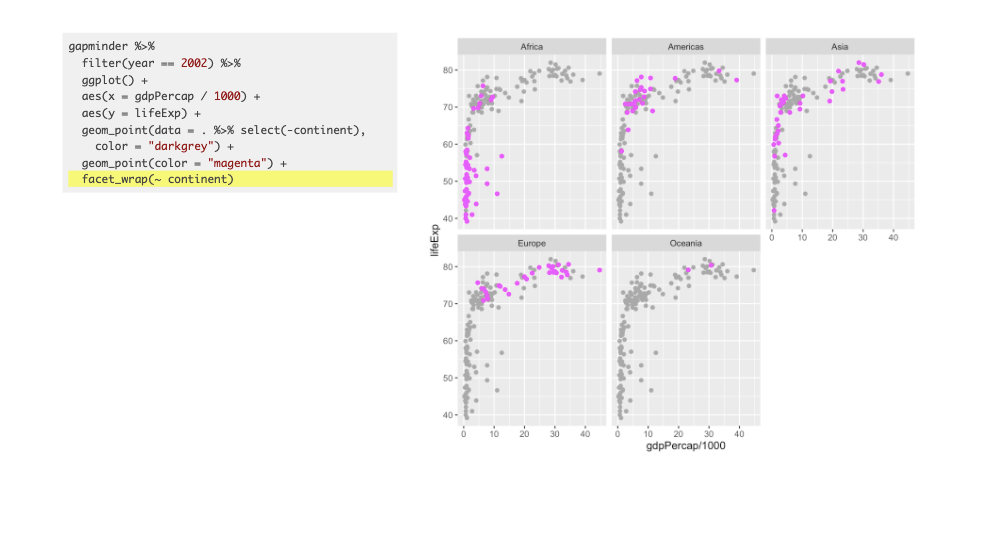 gapminder %>%
filter(year == 2002) %>%
ggplot() +
aes(x = gdpPercap / 1000) +
aes(y = lifeExp) +
geom_point(data = . %>% select(-continent),
color = "darkgrey") +
geom_point(color = "magenta") +
facet_wrap(~ continent)
Africa Americas Asia
80
70
60
50
40
0 10 20 30 40
Europe Oceania
80
70
60
50
40
0 10 20 30 40 0 10 20 30 40
lifeExp
gdpPercap/1000